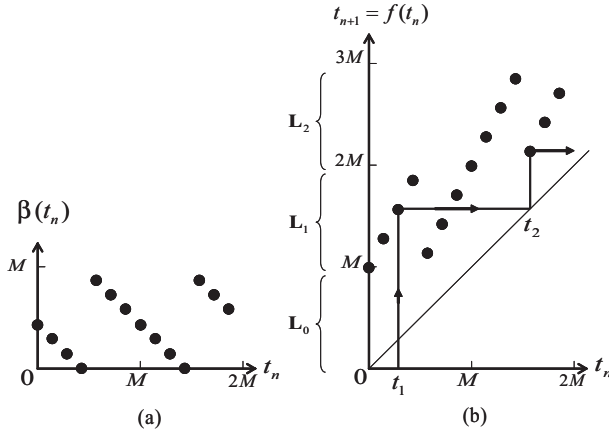 β(tₙ)
M
0
M
2M
tₙ
(a)
tₙ₊₁ = f(tₙ)
3M
L₂
2M
L₁
M
L₀
t₂
0
t₁
M
2M
tₙ
(b)